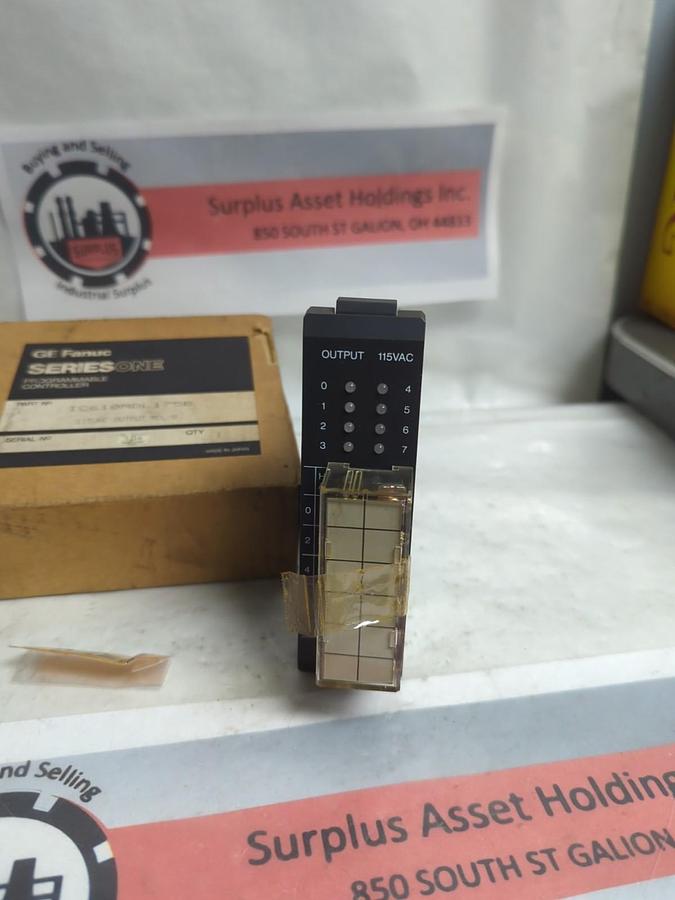 Buying and Selling
Surplus Asset Holdings Inc.
850 SOUTH ST GALION, OH 44833
SURPLUS
Industrial Surplus
GE Fanuc
SERIES ONE
PROGRAMMABLE
CONTROLLER
PART NO.
SERIAL NO.
QTY
MADE IN JAPAN
OUTPUT 115VAC
0 4
1 5
2 6
3 7
H
0
2
4
nd Selling
Surplus Asset Holdings
850 SOUTH ST GALION